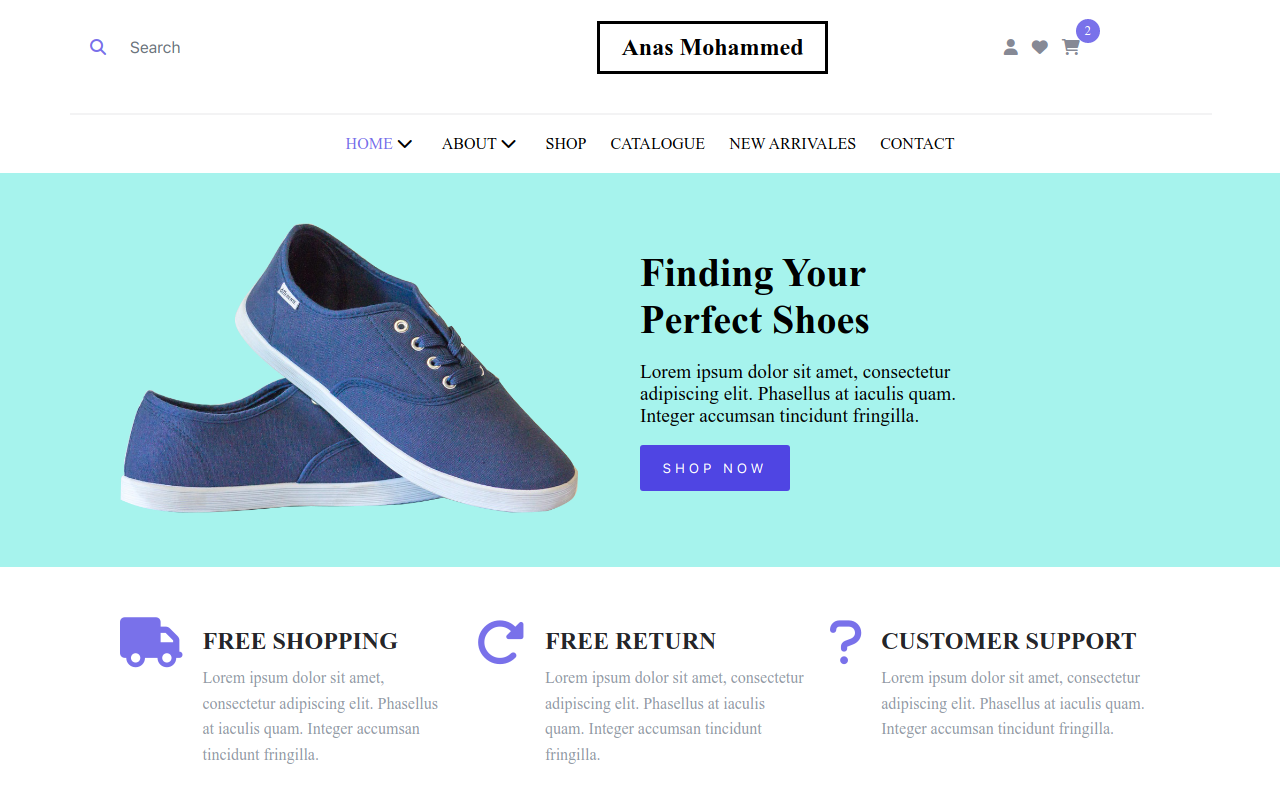 Search
Anas Mohammed
2
HOME ABOUT SHOP CATALOGUE NEW ARRIVALES CONTACT
Finding Your
Perfect Shoes
Lorem ipsum dolor sit amet, consectetur
adipiscing elit. Phasellus at iaculis quam.
Integer accumsan tincidunt fringilla.
SHOP NOW
FREE SHOPPING
Lorem ipsum dolor sit amet,
consectetur adipiscing elit. Phasellus
at iaculis quam. Integer accumsan
tincidunt fringilla.
FREE RETURN
Lorem ipsum dolor sit amet, consectetur
adipiscing elit. Phasellus at iaculis
quam. Integer accumsan tincidunt
fringilla.
CUSTOMER SUPPORT
Lorem ipsum dolor sit amet, consectetur
adipiscing elit. Phasellus at iaculis quam.
Integer accumsan tincidunt fringilla.